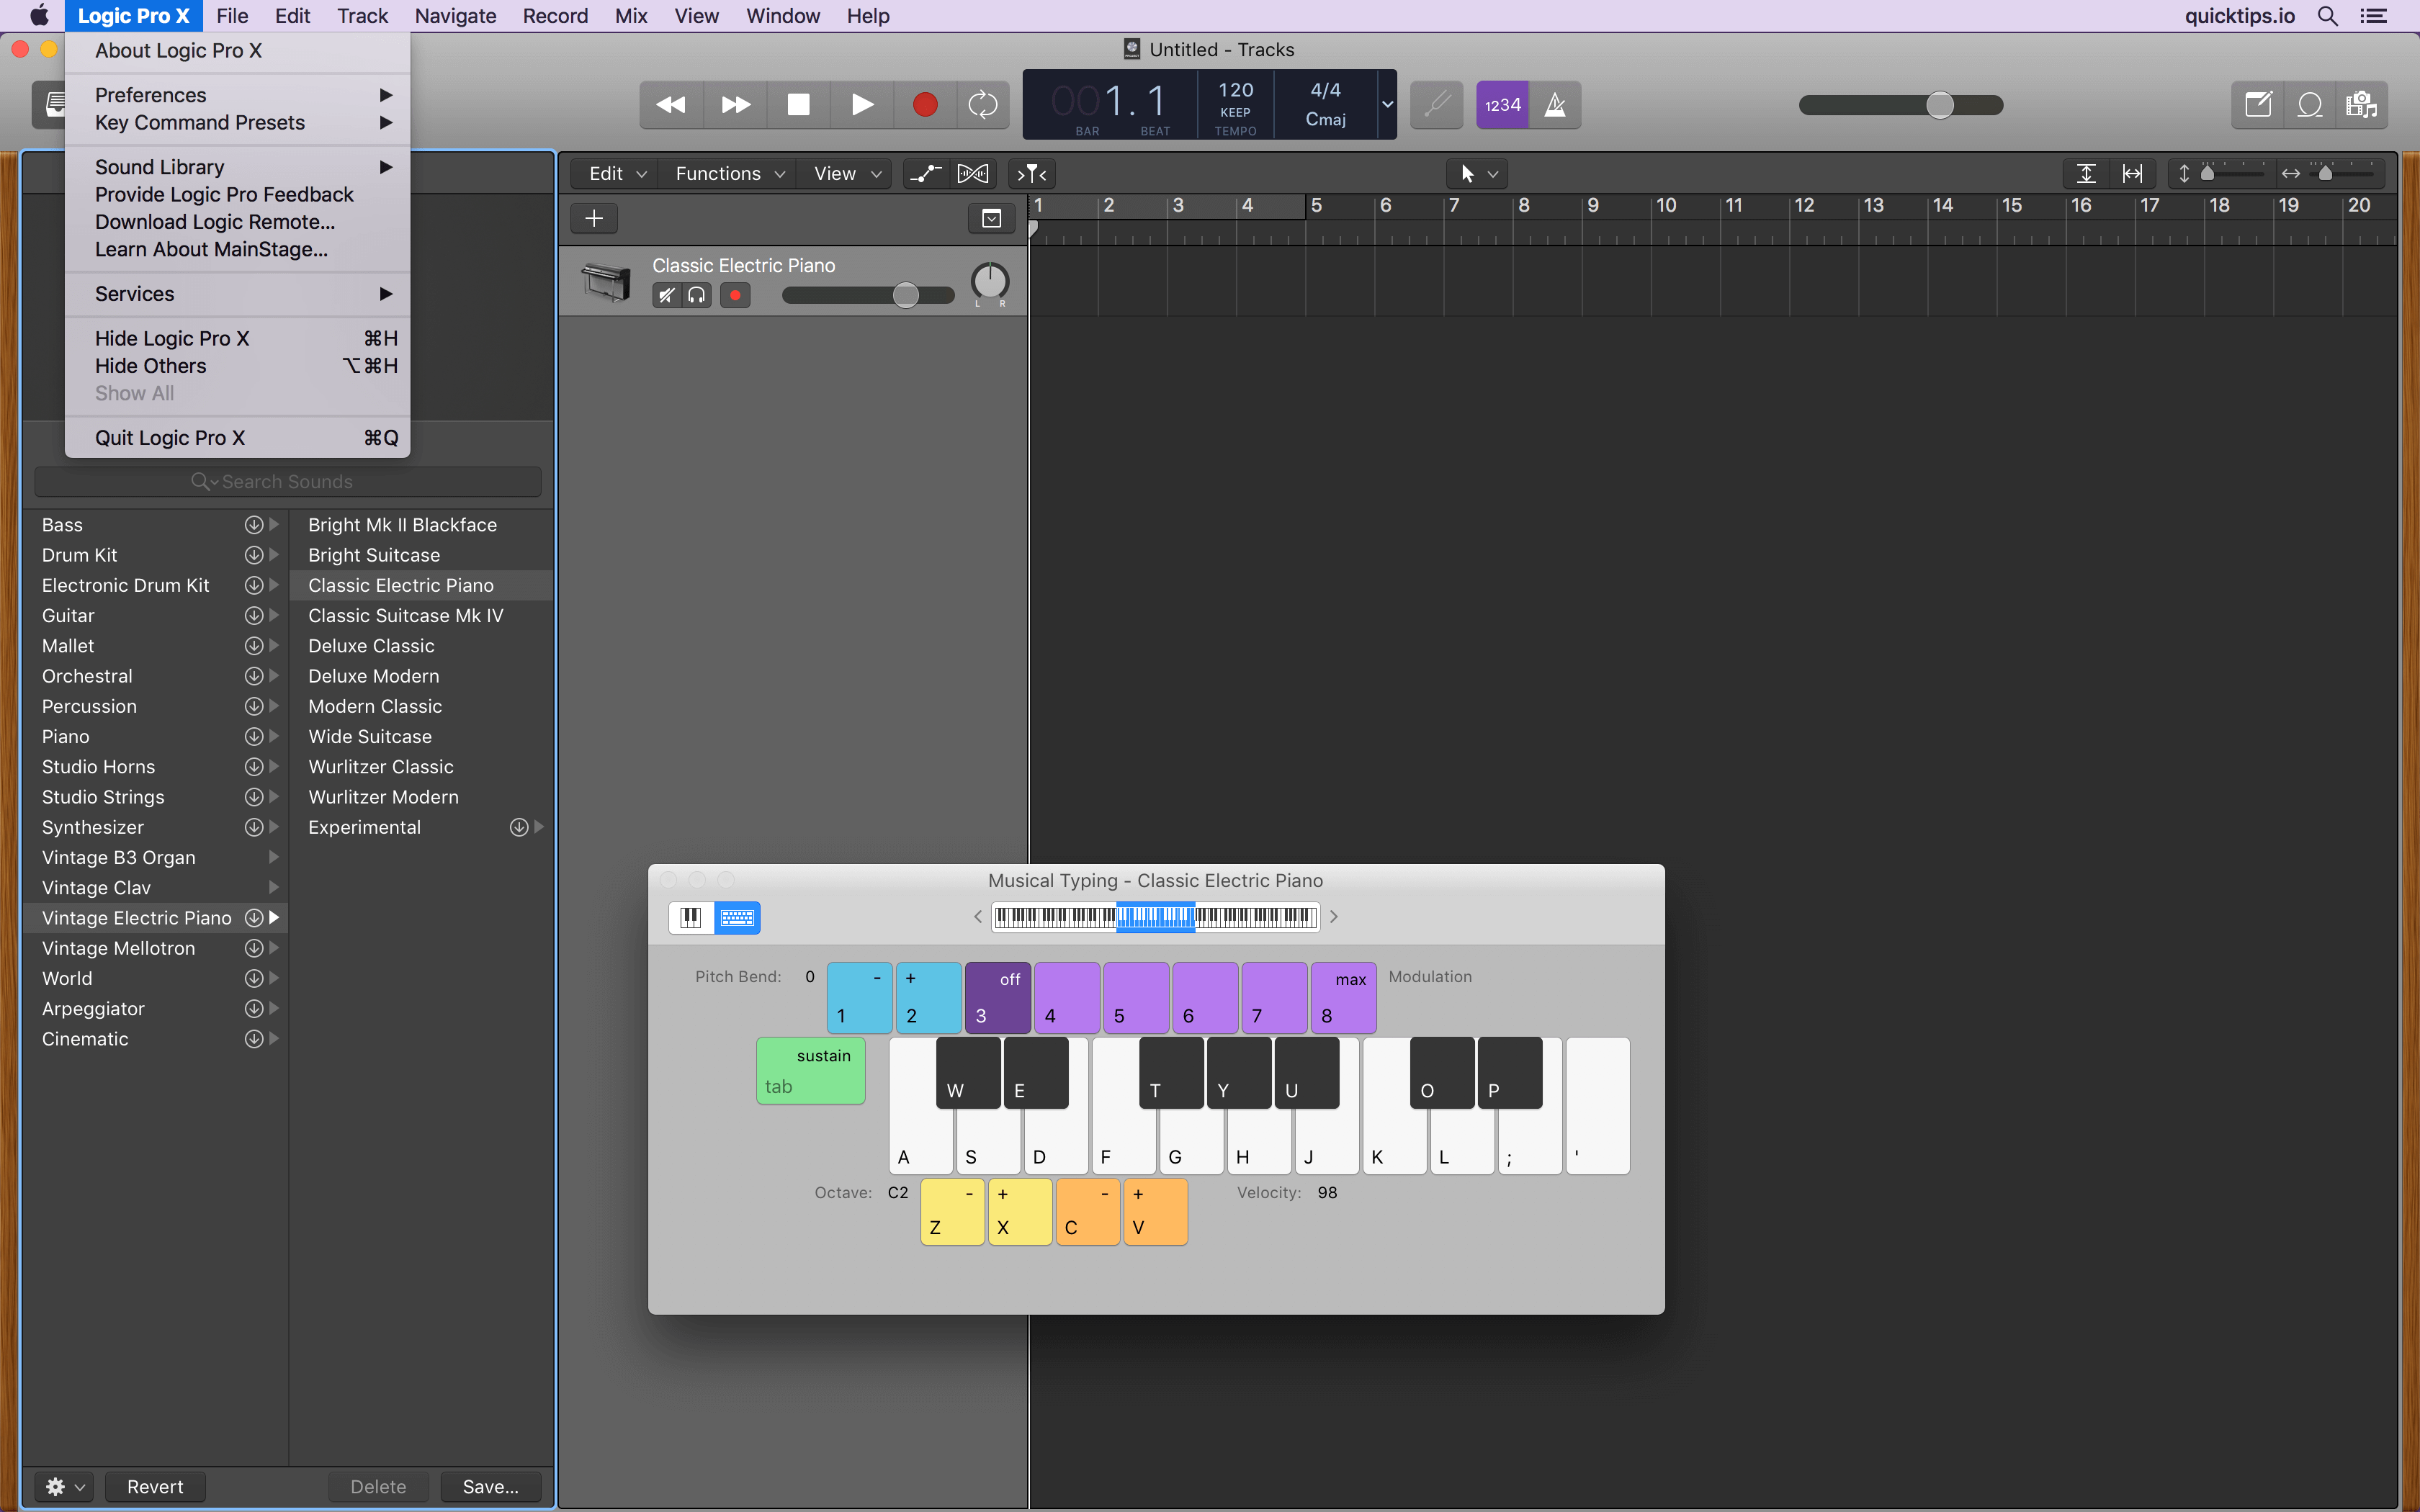 Logic Pro X File Edit Track Navigate Record Mix View Window Help quicktips.io
About Logic Pro X
Preferences
Key Command Presets
Sound Library
Provide Logic Pro Feedback
Download Logic Remote...
Learn About MainStage...
Services
Hide Logic Pro X ⌘H
Hide Others ⌥⌘H
Show All
Quit Logic Pro X ⌘Q
Untitled - Tracks
001.1 120 4/4
KEEP Cmaj
BAR BEAT TEMPO
1234
Edit Functions View
1 2 3 4 5 6 7 8 9 10 11 12 13 14 15 16 17 18 19 20
Classic Electric Piano
L R
Search Sounds
Bass
Drum Kit
Electronic Drum Kit
Guitar
Mallet
Orchestral
Percussion
Piano
Studio Horns
Studio Strings
Synthesizer
Vintage B3 Organ
Vintage Clav
Vintage Electric Piano
Vintage Mellotron
World
Arpeggiator
Cinematic
Bright Mk II Blackface
Bright Suitcase
Classic Electric Piano
Classic Suitcase Mk IV
Deluxe Classic
Deluxe Modern
Modern Classic
Wide Suitcase
Wurlitzer Classic
Wurlitzer Modern
Experimental
Musical Typing - Classic Electric Piano
Pitch Bend: 0 - + off max Modulation
1 2 3 4 5 6 7 8
sustain
tab
W E T Y U O P
A S D F G H J K L ; '
Octave: C2 - + - + Velocity: 98
Z X C V
Revert Delete Save...